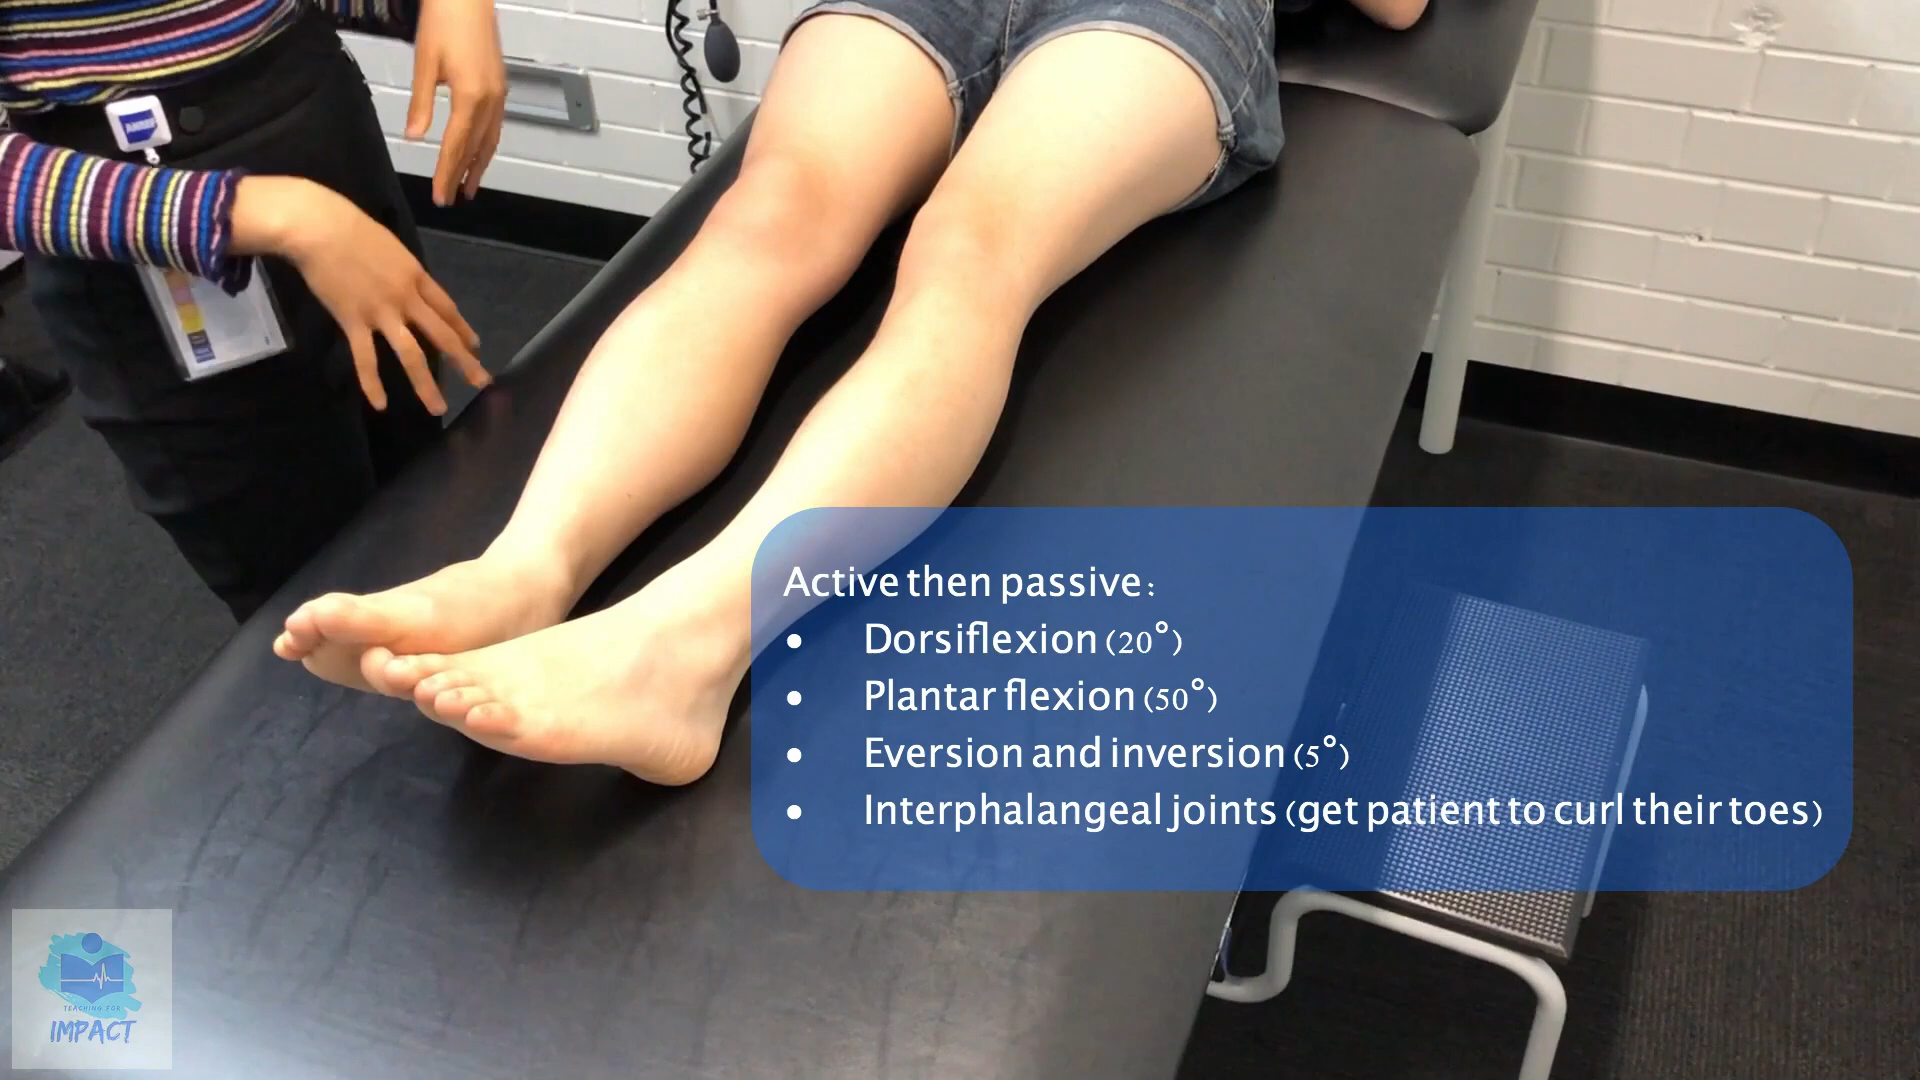 Active then passive:
• Dorsiflexion (20°)
• Plantar flexion (50°)
• Eversion and inversion (5°)
• Interphalangeal joints (get patient to curl their toes)
TEACHING FOR
IMPACT